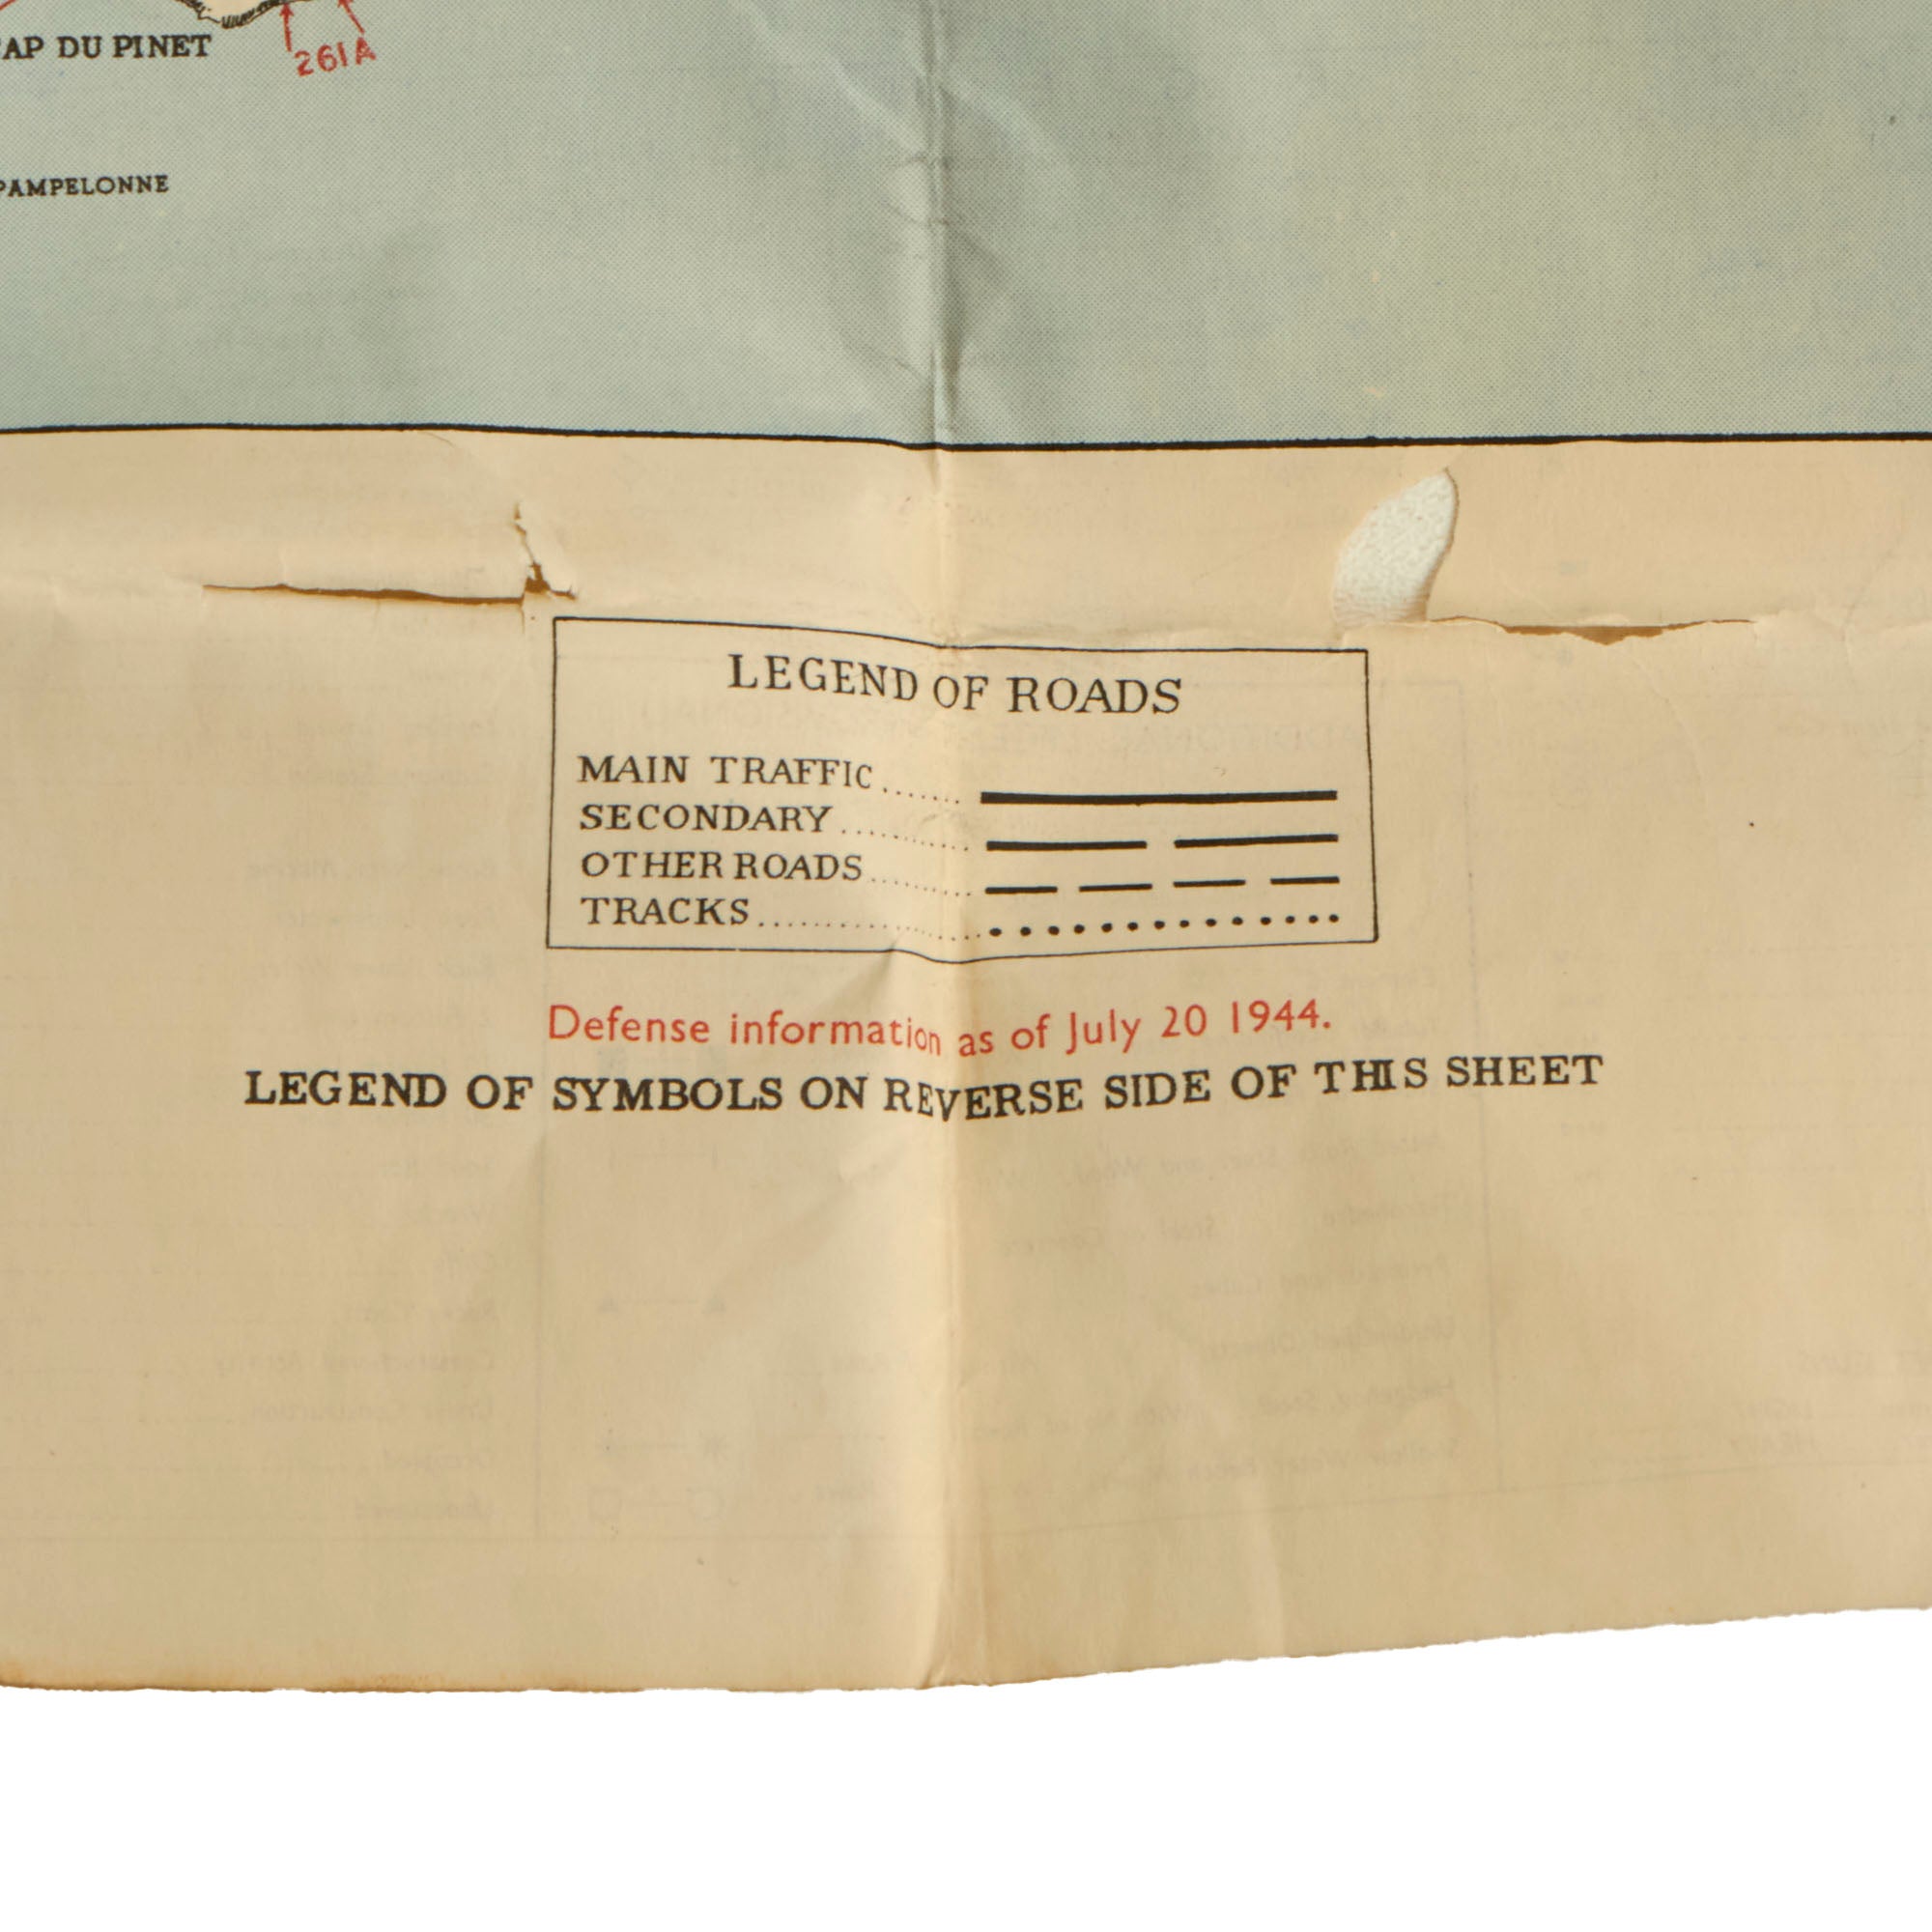 AP DU PINET
261A
PAMPELONNE
LEGEND OF ROADS
MAIN TRAFFIC
SECONDARY
OTHER ROADS
TRACKS
Defense information as of July 20 1944.
LEGEND OF SYMBOLS ON REVERSE SIDE OF THIS SHEET